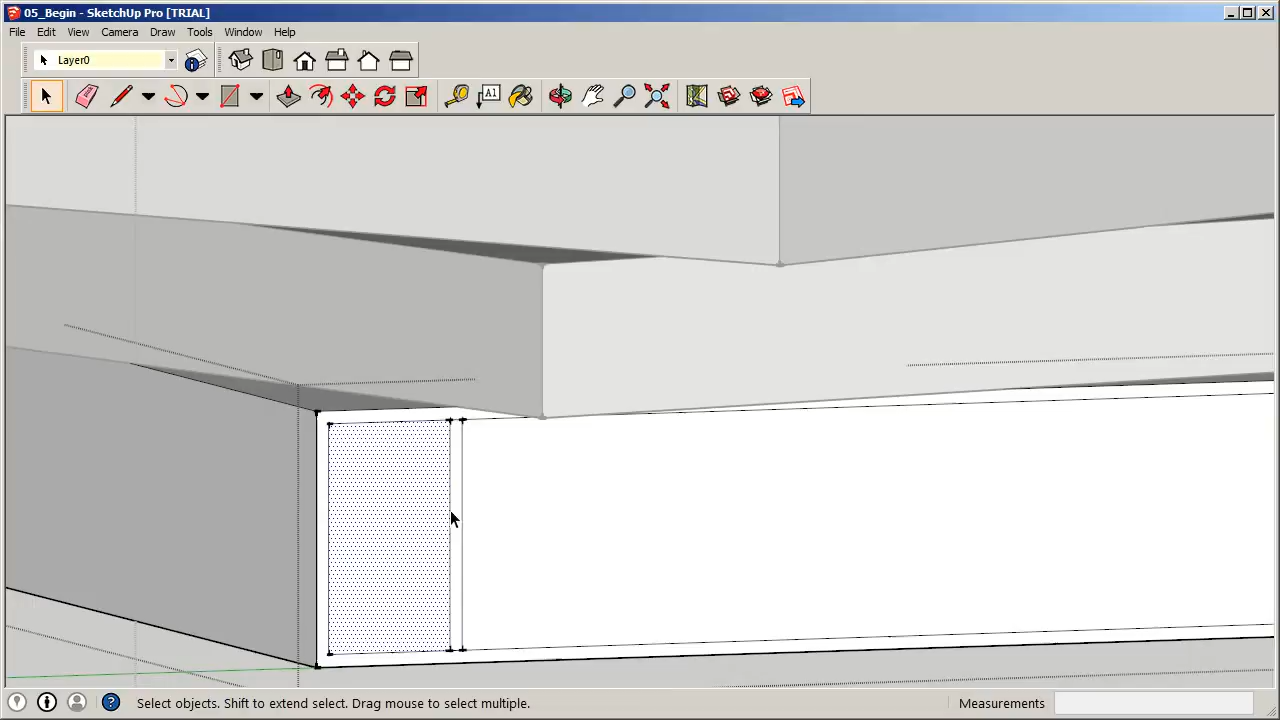 05_Begin - SketchUp Pro [TRIAL]
File Edit View Camera Draw Tools Window Help
Layer0
A1
Select objects. Shift to extend select. Drag mouse to select multiple.
Measurements